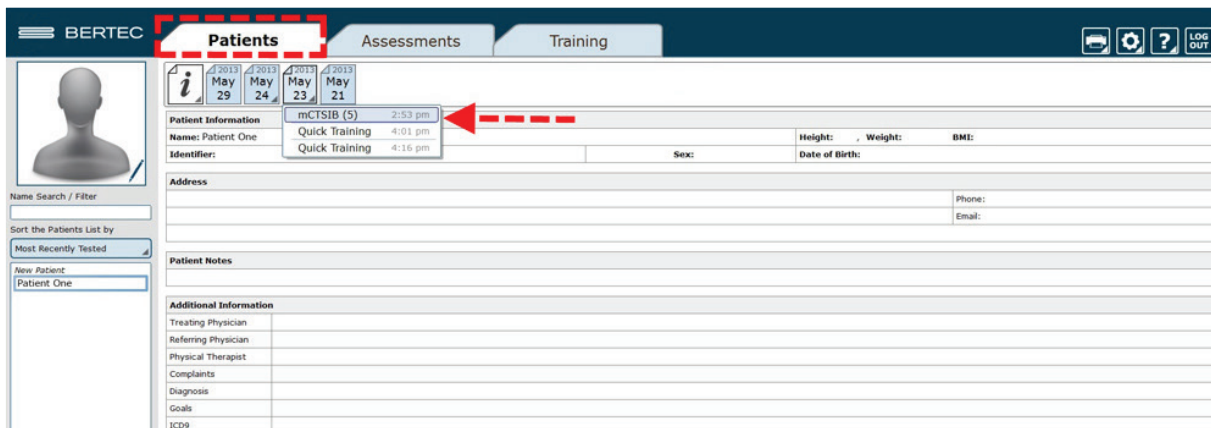 BERTEC
Patients
Assessments
Training
LOG OUT
i
2013 May 29
2013 May 24
2013 May 23
2013 May 21
mCTSIB (5) 2:53 pm
Quick Training 4:01 pm
Quick Training 4:16 pm
Patient Information
Name: Patient One Height: , Weight: BMI:
Identifier: Sex: Date of Birth:
Address
Phone:
Email:
Name Search / Filter
Sort the Patients List by
Most Recently Tested
New Patient
Patient One
Patient Notes
Additional Information
Treating Physician
Referring Physician
Physical Therapist
Complaints
Diagnosis
Goals
ICD9